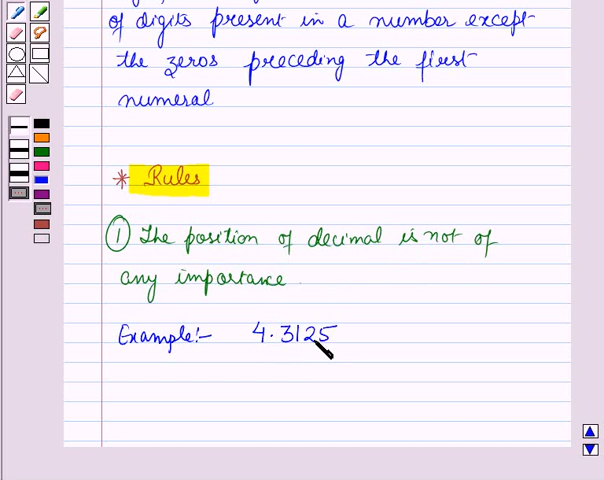 of digits present in a number except
the zeros preceding the first
numeral
* Rules
① The position of decimal is not of
any importance.
Example:- 4.3125